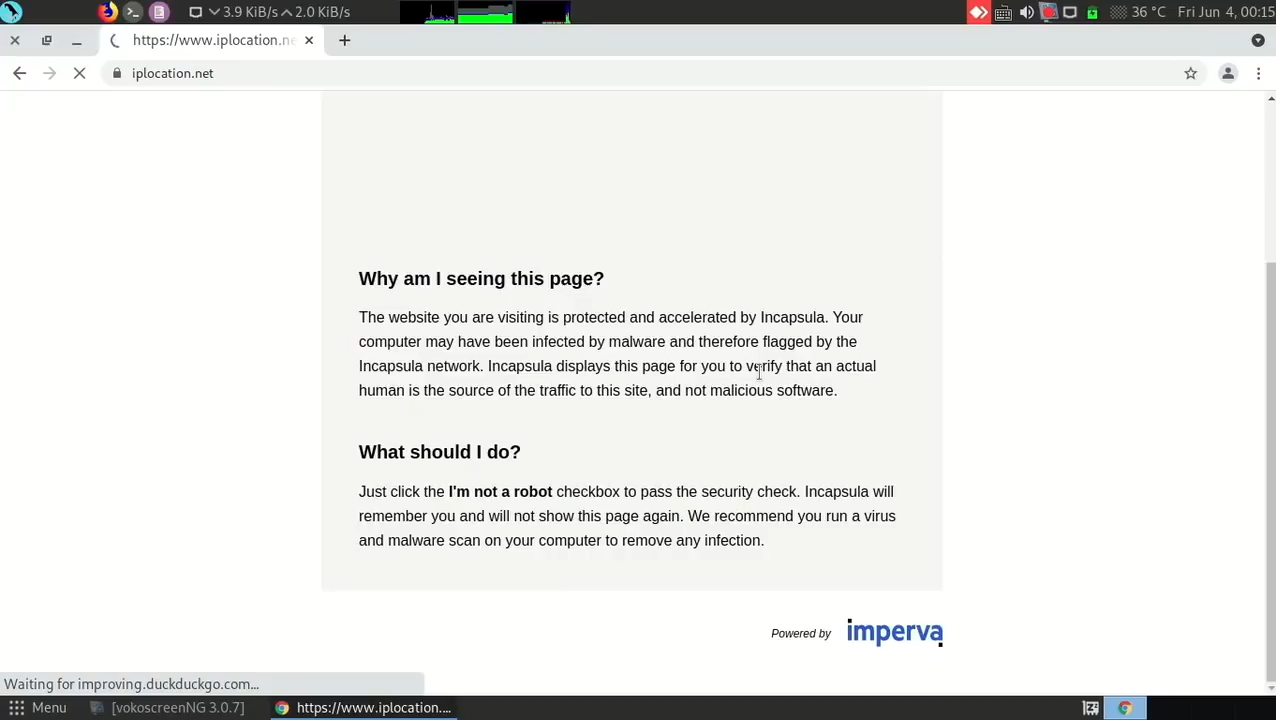 3.9 KiB/s 2.0 KiB/s
36 °C Fri Jun 4, 00:15
https://www.iplocation.ne
iplocation.net
Why am I seeing this page?
The website you are visiting is protected and accelerated by Incapsula. Your
computer may have been infected by malware and therefore flagged by the
Incapsula network. Incapsula displays this page for you to verify that an actual
human is the source of the traffic to this site, and not malicious software.
What should I do?
Just click the I'm not a robot checkbox to pass the security check. Incapsula will
remember you and will not show this page again. We recommend you run a virus
and malware scan on your computer to remove any infection.
Powered by imperva
Waiting for improving.duckduckgo.com...
Menu [vokoscreenNG 3.0.7] https://www.iplocation....